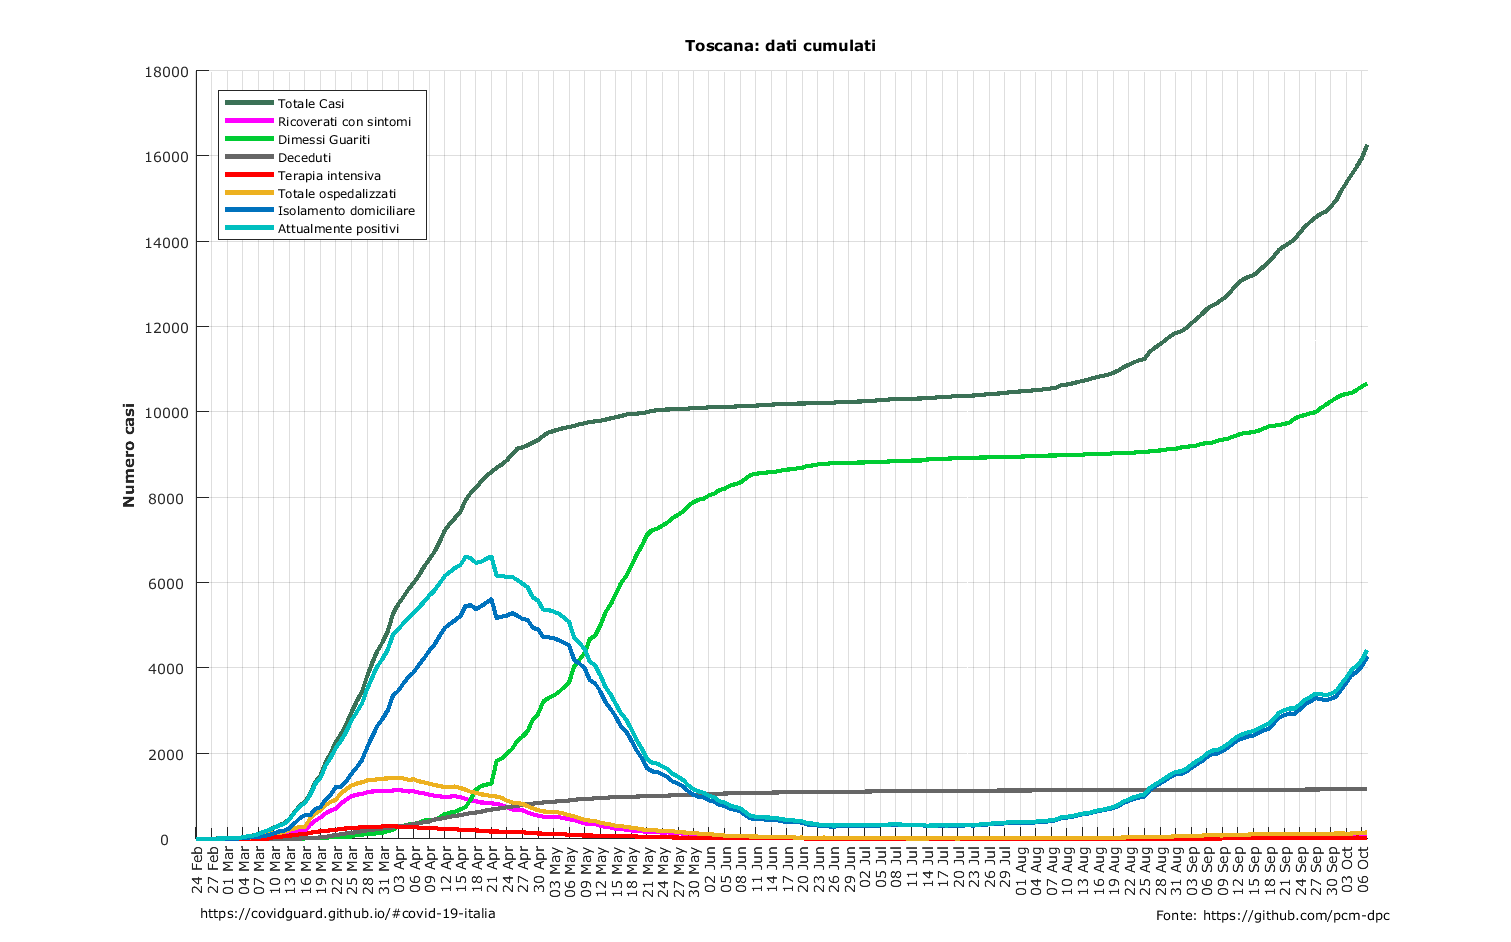 Toscana: dati cumulati
18000
16000
14000
12000
10000
8000
6000
4000
2000
0
Numero casi
Totale Casi
Ricoverati con sintomi
Dimessi Guariti
Deceduti
Terapia intensiva
Totale ospedalizzati
Isolamento domiciliare
Attualmente positivi
24 Feb
27 Feb
01 Mar
04 Mar
07 Mar
10 Mar
13 Mar
16 Mar
19 Mar
22 Mar
25 Mar
28 Mar
31 Mar
03 Apr
06 Apr
09 Apr
12 Apr
15 Apr
18 Apr
21 Apr
24 Apr
27 Apr
30 Apr
03 May
06 May
09 May
12 May
15 May
18 May
21 May
24 May
27 May
30 May
02 Jun
05 Jun
08 Jun
11 Jun
14 Jun
17 Jun
20 Jun
23 Jun
26 Jun
29 Jun
02 Jul
05 Jul
08 Jul
11 Jul
14 Jul
17 Jul
20 Jul
23 Jul
26 Jul
29 Jul
01 Aug
04 Aug
07 Aug
10 Aug
13 Aug
16 Aug
19 Aug
22 Aug
25 Aug
28 Aug
31 Aug
03 Sep
06 Sep
09 Sep
12 Sep
15 Sep
18 Sep
21 Sep
24 Sep
27 Sep
30 Sep
03 Oct
06 Oct
https://covidguard.github.io/#covid-19-italia
Fonte: https://github.com/pcm-dpc